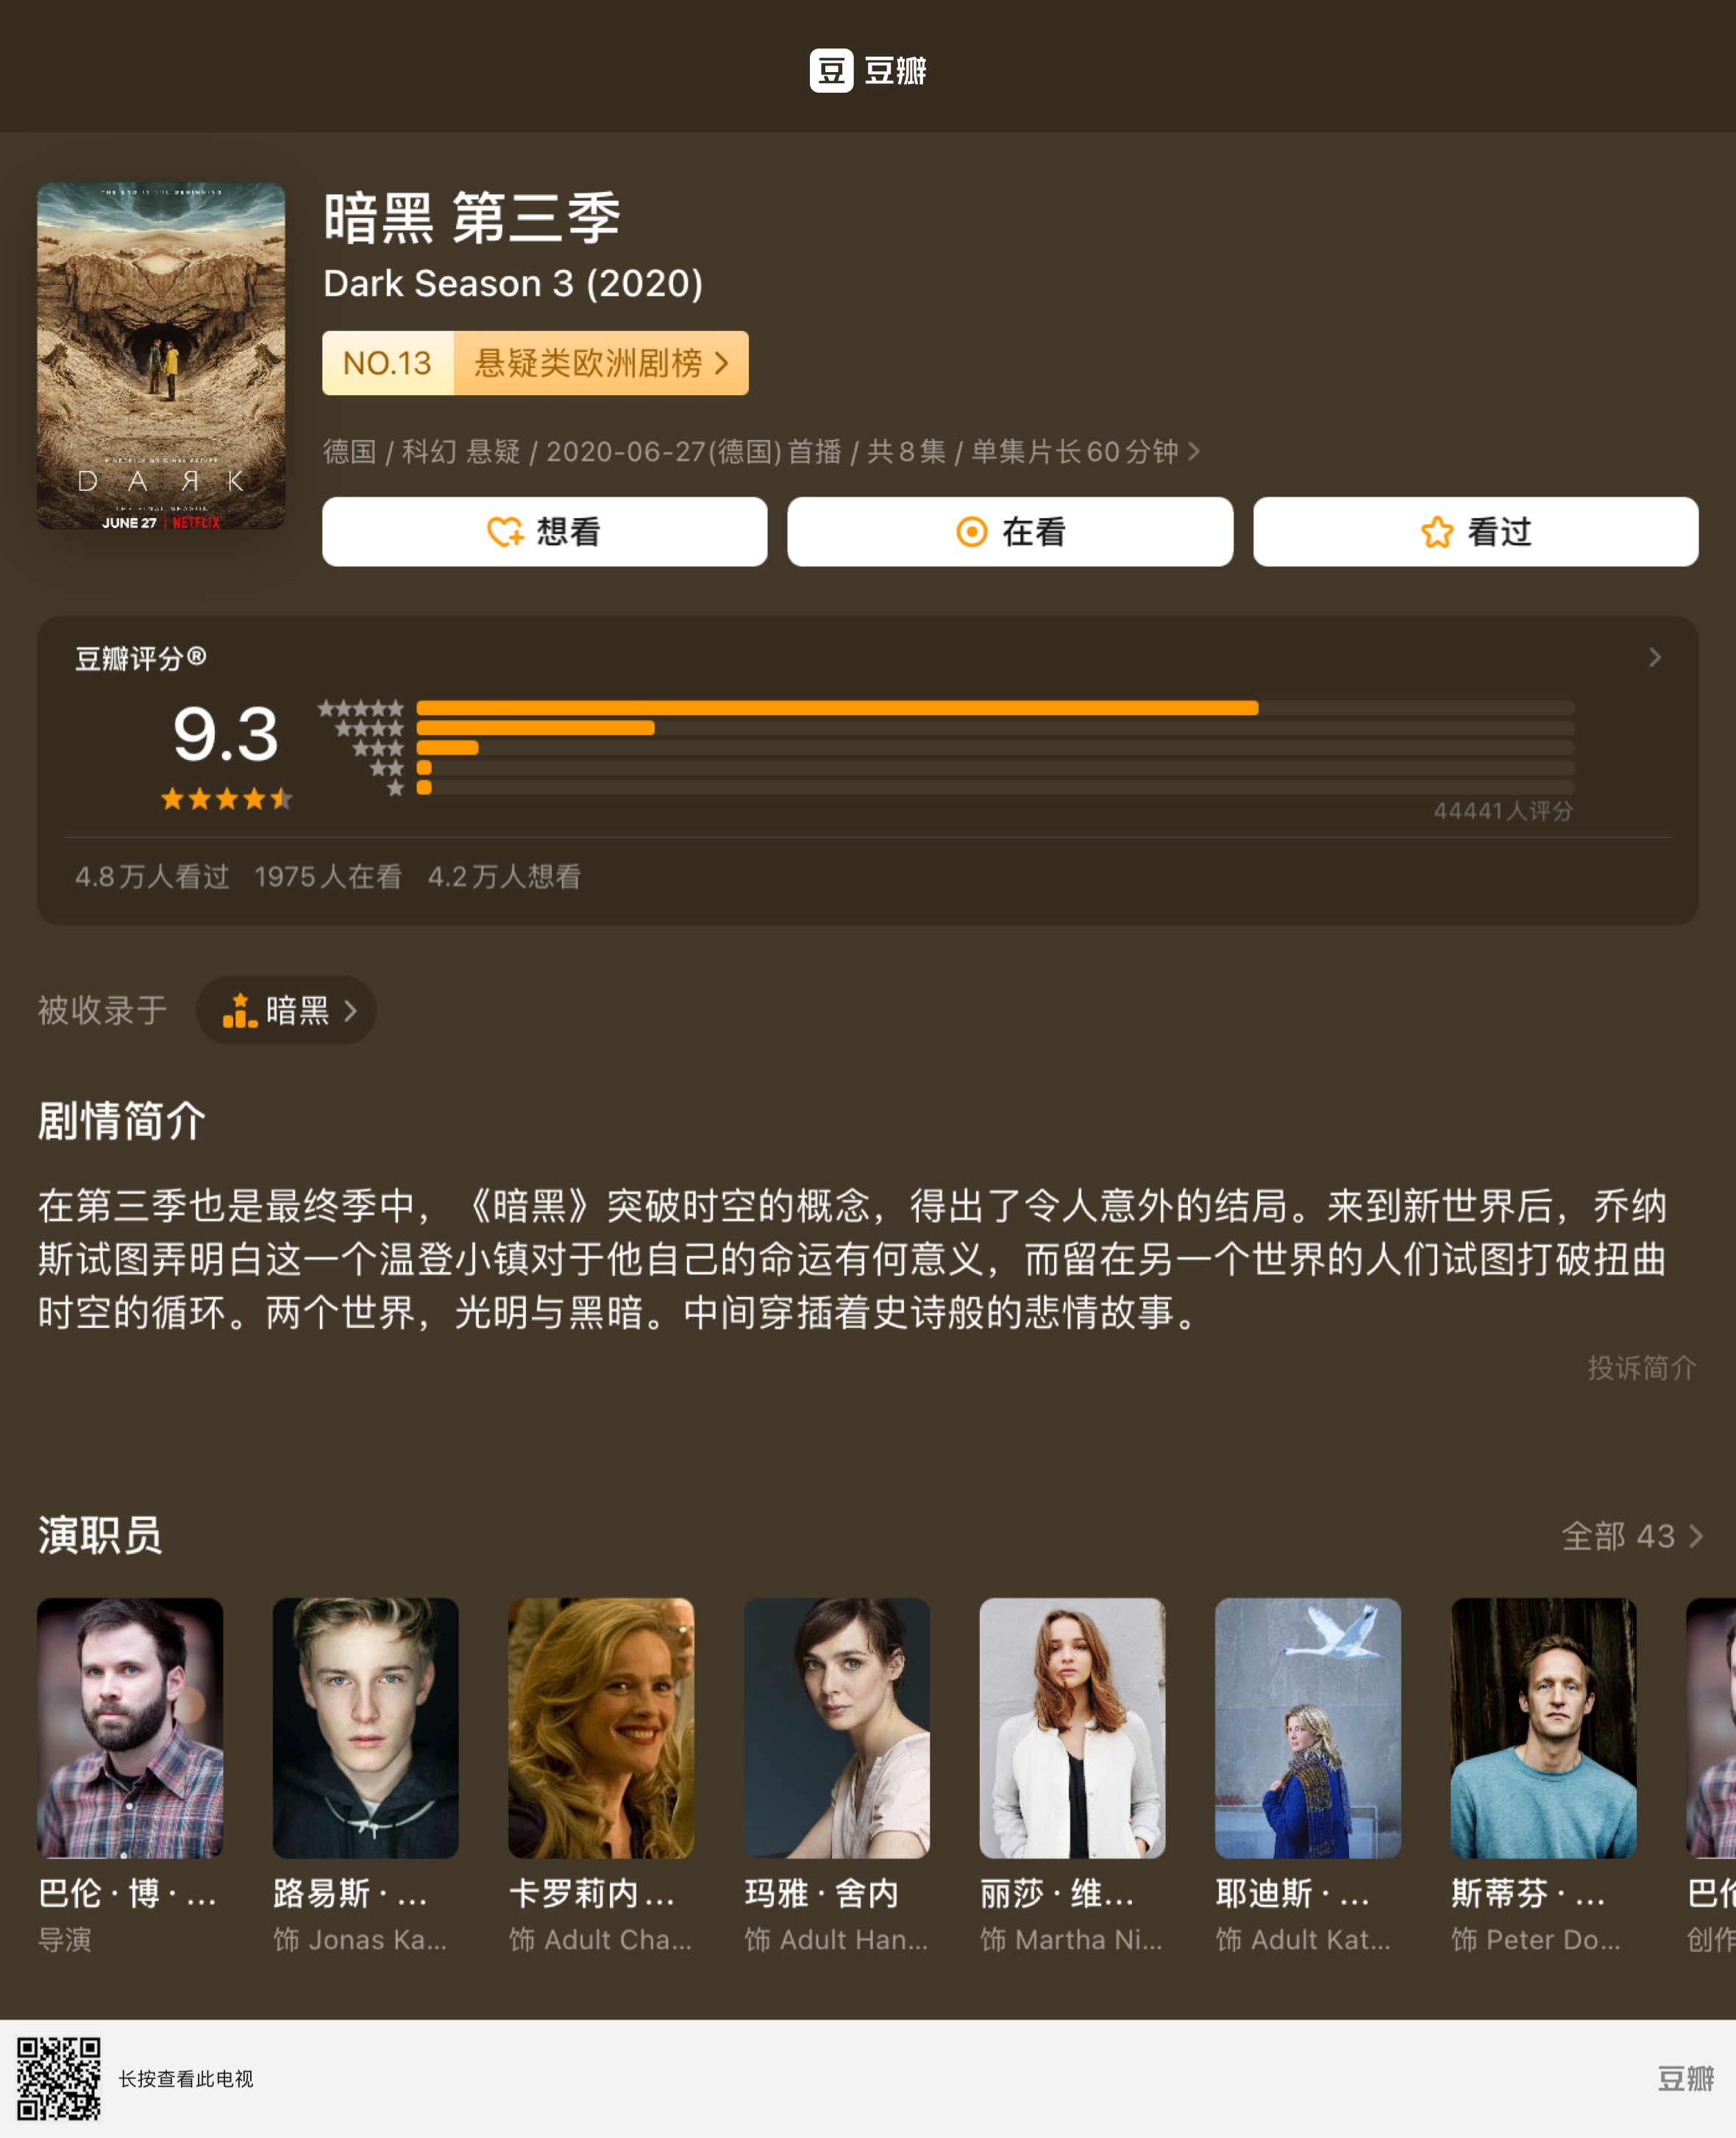 豆 豆瓣
THE END IS THE BEGINNING
A NETFLIX ORIGINAL SERIES
D A Я K
THE FINAL SEASON
JUNE 27 | NETFLIX
暗黑 第三季
Dark Season 3 (2020)
NO.13 悬疑类欧洲剧榜
德国 / 科幻 悬疑 / 2020-06-27(德国)首播 / 共8集 / 单集片长60分钟
想看 在看 看过
豆瓣评分®
9.3
44441人评分
4.8万人看过 1975人在看 4.2万人想看
被收录于 暗黑
剧情简介
在第三季也是最终季中，《暗黑》突破时空的概念，得出了令人意外的结局。来到新世界后，乔纳
斯试图弄明白这一个温登小镇对于他自己的命运有何意义，而留在另一个世界的人们试图打破扭曲
时空的循环。两个世界，光明与黑暗。中间穿插着史诗般的悲情故事。
投诉简介
演职员 全部 43
巴伦·博·... 路易斯·... 卡罗莉内... 玛雅·舍内 丽莎·维... 耶迪斯·... 斯蒂芬·... 巴伦
导演 饰 Jonas Ka... 饰 Adult Cha... 饰 Adult Han... 饰 Martha Ni... 饰 Adult Kat... 饰 Peter Do... 创作
长按查看此电视 豆瓣